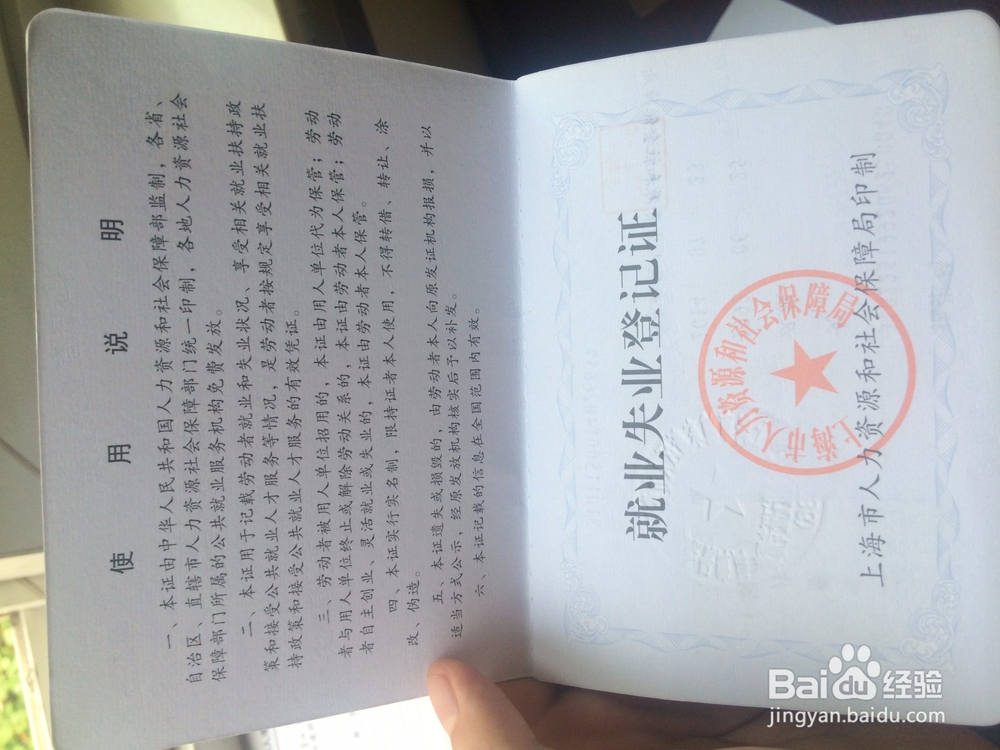 使用说明
一、本证由中华人民共和国人力资源和社会保障部监制，各省、
自治区、直辖市人力资源社会保障部门统一印制，各地人力资源社会
保障部门所属的公共就业服务机构免费发放。
二、本证用于记载劳动者就业和失业状况、享受相关就业扶持政
策和接受公共就业人才服务等情况，是劳动者按规定享受相关就业扶
持政策和接受公共就业人才服务的有效凭证。
三、劳动者被用人单位招用的，本证由用人单位代为保管；劳动
者与用人单位终止或解除劳动关系的，本证由劳动者本人保管；劳动
者自主创业、灵活就业或失业的，本证由劳动者本人保管。
四、本证实行实名制，限持证者本人使用，不得转借、转让、涂
改、伪造。
五、本证遗失或损毁的，由劳动者本人向原发证机构报损，并以
适当方式公示，经原发放机构核实后予以补发。
六、本证记载的信息在全国范围内有效。
就业失业登记证
上海市人力资源和社会保障局
上海市人力资源和社会保障局印制
Baidu经验
jingyan.baidu.com